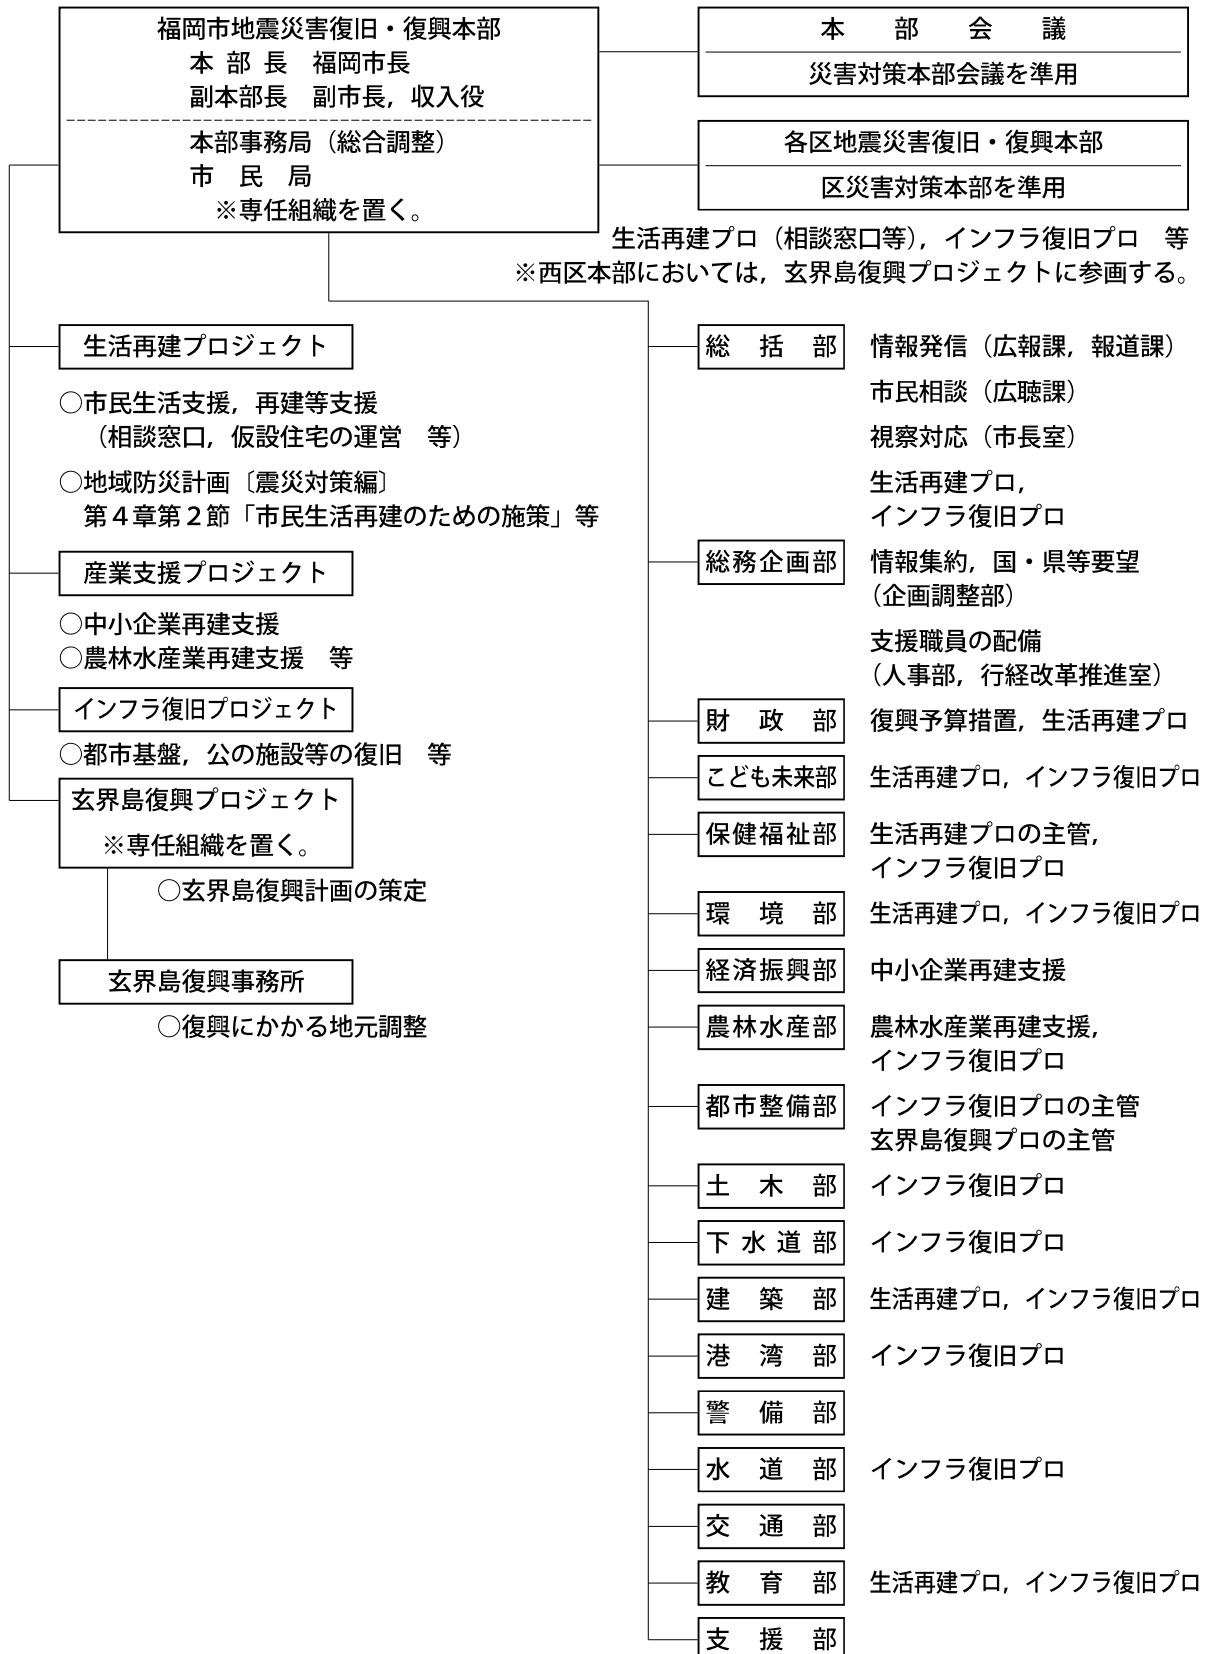 福岡市地震災害復旧・復興本部
本部長　福岡市長
副本部長　副市長，収入役
本部事務局（総合調整）
市　民　局
※専任組織を置く。
本　部　会　議
災害対策本部会議を準用
各区地震災害復旧・復興本部
区災害対策本部を準用
生活再建プロ（相談窓口等），インフラ復旧プロ　等
※西区本部においては，玄界島復興プロジェクトに参画する。
生活再建プロジェクト
○市民生活支援，再建等支援
（相談窓口，仮設住宅の運営　等）
○地域防災計画〔震災対策編〕
第４章第２節「市民生活再建のための施策」等
産業支援プロジェクト
○中小企業再建支援
○農林水産業再建支援　等
インフラ復旧プロジェクト
○都市基盤，公の施設等の復旧　等
玄界島復興プロジェクト
※専任組織を置く。
○玄界島復興計画の策定
玄界島復興事務所
○復興にかかる地元調整
総　括　部　情報発信（広報課，報道課）
市民相談（広聴課）
視察対応（市長室）
生活再建プロ，
インフラ復旧プロ
総務企画部　情報集約，国・県等要望
（企画調整部）
支援職員の配備
（人事部，行経改革推進室）
財　政　部　復興予算措置，生活再建プロ
こども未来部　生活再建プロ，インフラ復旧プロ
保健福祉部　生活再建プロの主管，
インフラ復旧プロ
環　境　部　生活再建プロ，インフラ復旧プロ
経済振興部　中小企業再建支援
農林水産部　農林水産業再建支援，
インフラ復旧プロ
都市整備部　インフラ復旧プロの主管
玄界島復興プロの主管
土　木　部　インフラ復旧プロ
下水道部　インフラ復旧プロ
建　築　部　生活再建プロ，インフラ復旧プロ
港　湾　部　インフラ復旧プロ
警　備　部
水　道　部　インフラ復旧プロ
交　通　部
教　育　部　生活再建プロ，インフラ復旧プロ
支　援　部